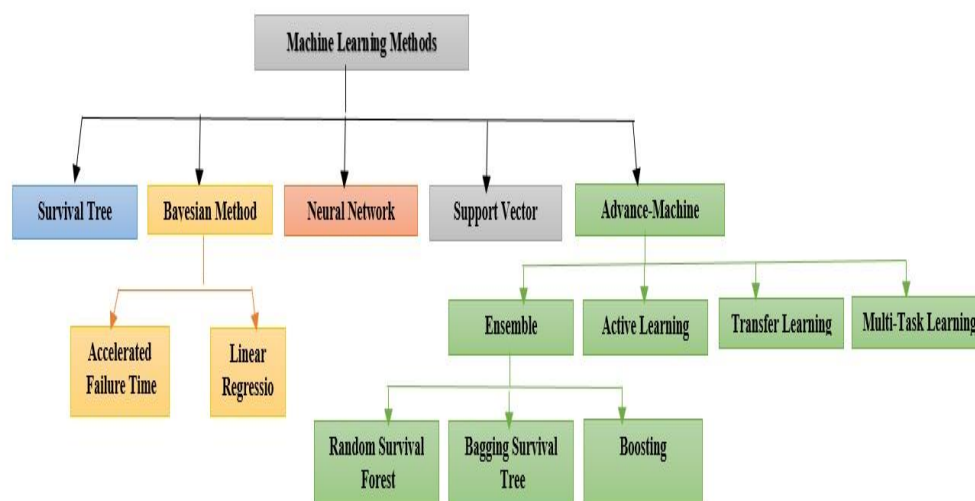 Machine Learning Methods
Survival Tree
Bavesian Method
Neural Network
Support Vector
Advance-Machine
Ensemble
Active Learning
Transfer Learning
Multi-Task Learning
Accelerated
Failure Time
Linear
Regressio
Random Survival
Forest
Bagging Survival
Tree
Boosting